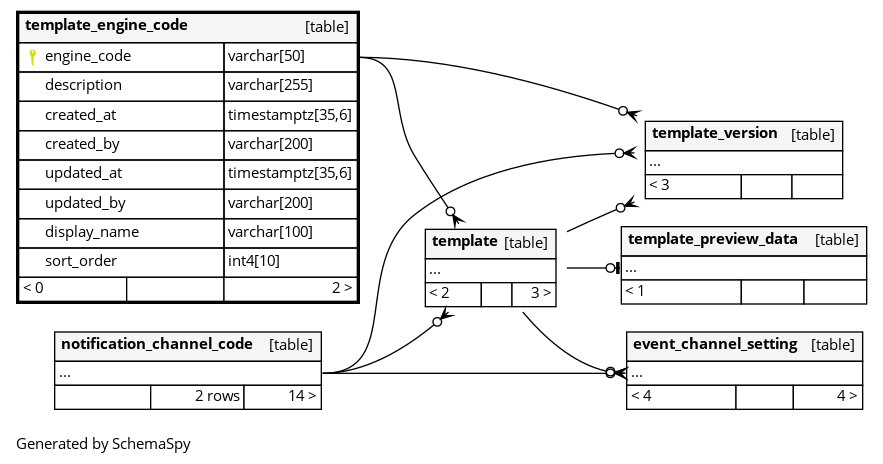 template_engine_code [table]
engine_code varchar[50]
description varchar[255]
created_at timestamptz[35,6]
created_by varchar[200]
updated_at timestamptz[35,6]
updated_by varchar[200]
display_name varchar[100]
sort_order int4[10]
< 0 2 >
template_version [table]
...
< 3
template [table]
...
< 2 3 >
template_preview_data [table]
...
< 1
notification_channel_code [table]
...
2 rows 14 >
event_channel_setting [table]
...
< 4 4 >
Generated by SchemaSpy